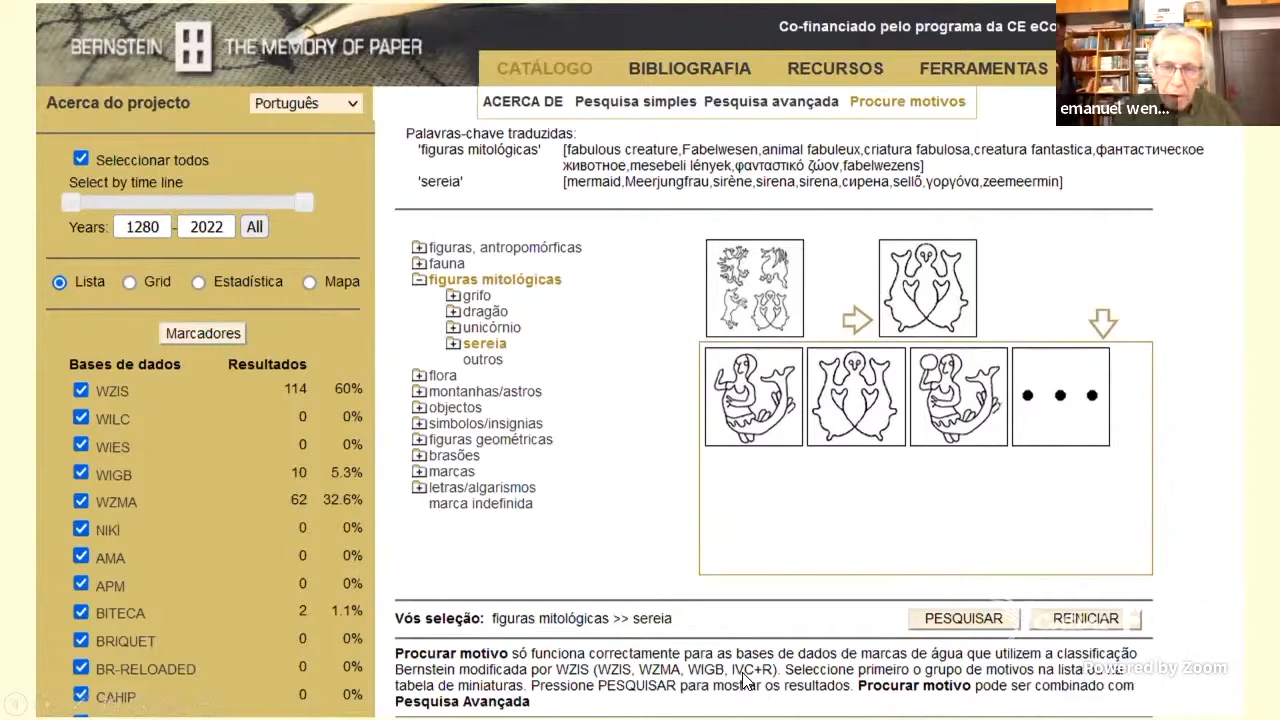 BERNSTEIN THE MEMORY OF PAPER
Co-financiado pelo programa da CE eCo
CATÁLOGO BIBLIOGRAFIA RECURSOS FERRAMENTAS
emanuel wen...
Acerca do projecto Português
ACERCA DE Pesquisa simples Pesquisa avançada Procure motivos
Seleccionar todos
Select by time line
Years: 1280 - 2022 All
Lista Grid Estadística Mapa
Marcadores
Bases de dados Resultados
WZIS 114 60%
WILC 0 0%
WIES 0 0%
WIGB 10 5.3%
WZMA 62 32.6%
NIKI 0 0%
AMA 0 0%
APM 0 0%
BITECA 2 1.1%
BRIQUET 0 0%
BR-RELOADED 0 0%
CAHIP 0 0%
Palavras-chave traduzidas:
'figuras mitológicas' [fabulous creature,Fabelwesen,animal fabuleux,criatura fabulosa,creatura fantastica,фантастическое
животное,mesebeli lények,φανταστικό ζώον,fabelwezens]
'sereia' [mermaid,Meerjungfrau,sirène,sirena,sirena,сирена,sellő,γοργόνα,zeemeermin]
figuras, antropomórficas
fauna
figuras mitológicas
grifo
dragão
unicórnio
sereia
outros
flora
montanhas/astros
objectos
simbolos/insignias
figuras geométricas
brasões
marcas
letras/algarismos
marca indefinida
Vós seleção: figuras mitológicas >> sereia PESQUISAR REINICIAR
Procurar motivo só funciona correctamente para as bases de dados de marcas de água que utilizem a classificação
Bernstein modificada por WZIS (WZIS, WZMA, WIGB, IVC+R). Seleccione primeiro o grupo de motivos na lista ou na
tabela de miniaturas. Pressione PESQUISAR para mostrar os resultados. Procurar motivo pode ser combinado com
Pesquisa Avançada
Powered by Zoom